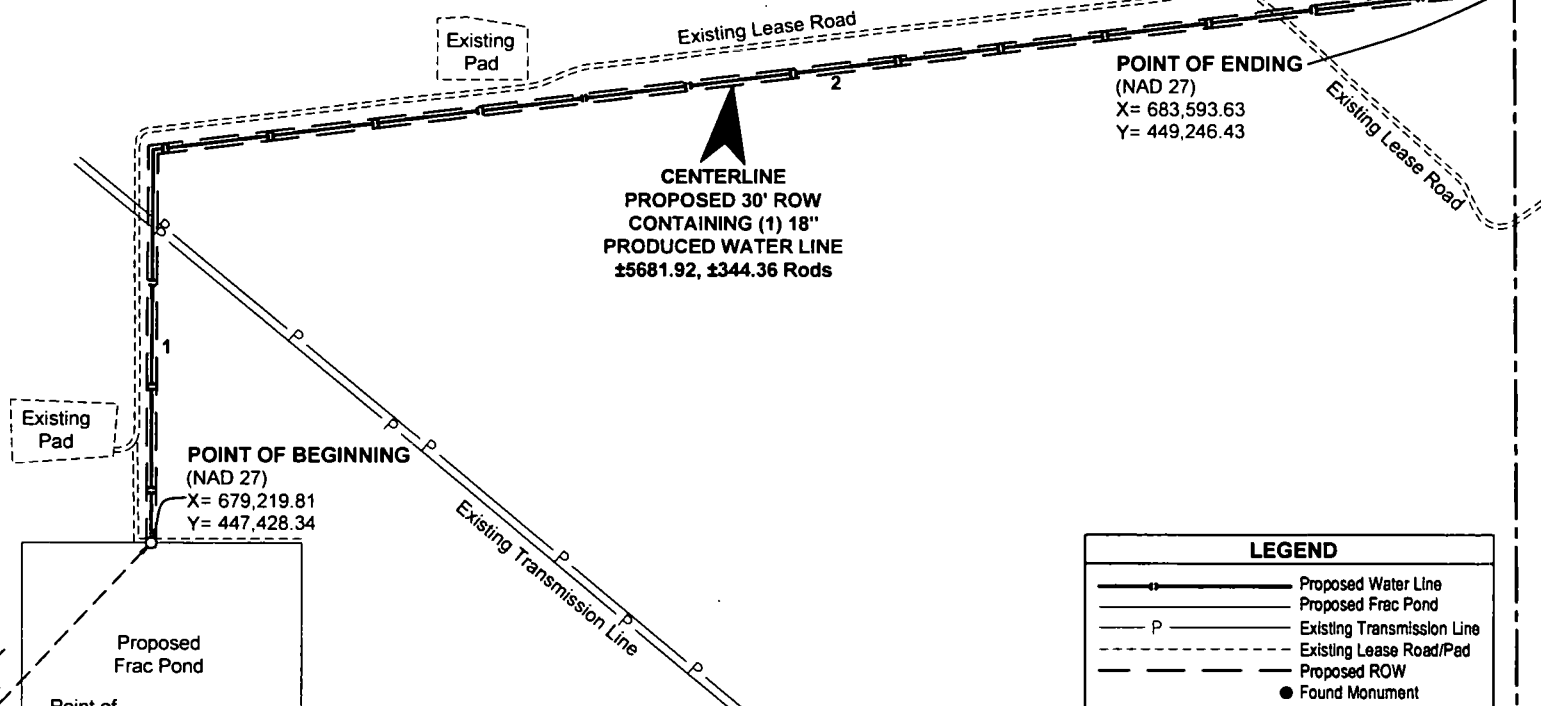 Existing
Pad
Existing Lease Road
2
POINT OF ENDING
(NAD 27)
X= 683,593.63
Y= 449,246.43
Existing Lease Road
CENTERLINE
PROPOSED 30' ROW
CONTAINING (1) 18"
PRODUCED WATER LINE
±5681.92, ±344.36 Rods
P
P
1
P
Existing
Pad
P
P
POINT OF BEGINNING
(NAD 27)
X= 679,219.81
Y= 447,428.34
Existing Transmission Line
P
P
P
Proposed
Frac Pond
Point of
LEGEND
Proposed Water Line
Proposed Frac Pond
P Existing Transmission Line
Existing Lease Road/Pad
Proposed ROW
Found Monument